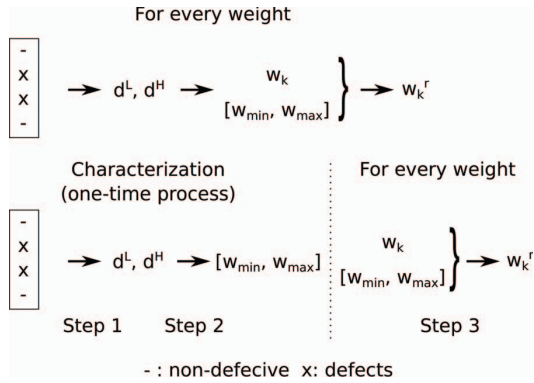 For every weight
-
x
x
-
d^L, d^H
w_k
[w_min, w_max]
w_k^r
Characterization
(one-time process)
For every weight
-
x
x
-
d^L, d^H
[w_min, w_max]
w_k
[w_min, w_max]
w_k^r
Step 1
Step 2
Step 3
- : non-defecive x: defects